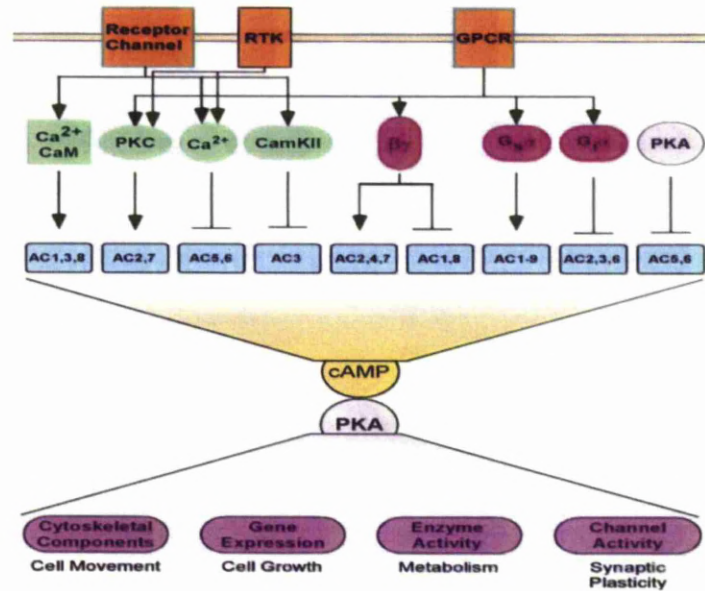 Receptor
Channel
RTK
GPCR
Ca2+
CaM
PKC
Ca2+
CamKII
βγ
Gsα
Giα
PKA
AC1,3,8
AC2,7
AC5,6
AC3
AC2,4,7
AC1,8
AC1-9
AC2,3,6
AC5,6
cAMP
PKA
Cytoskeletal
Components
Gene
Expression
Enzyme
Activity
Channel
Activity
Cell Movement
Cell Growth
Metabolism
Synaptic
Plasticity